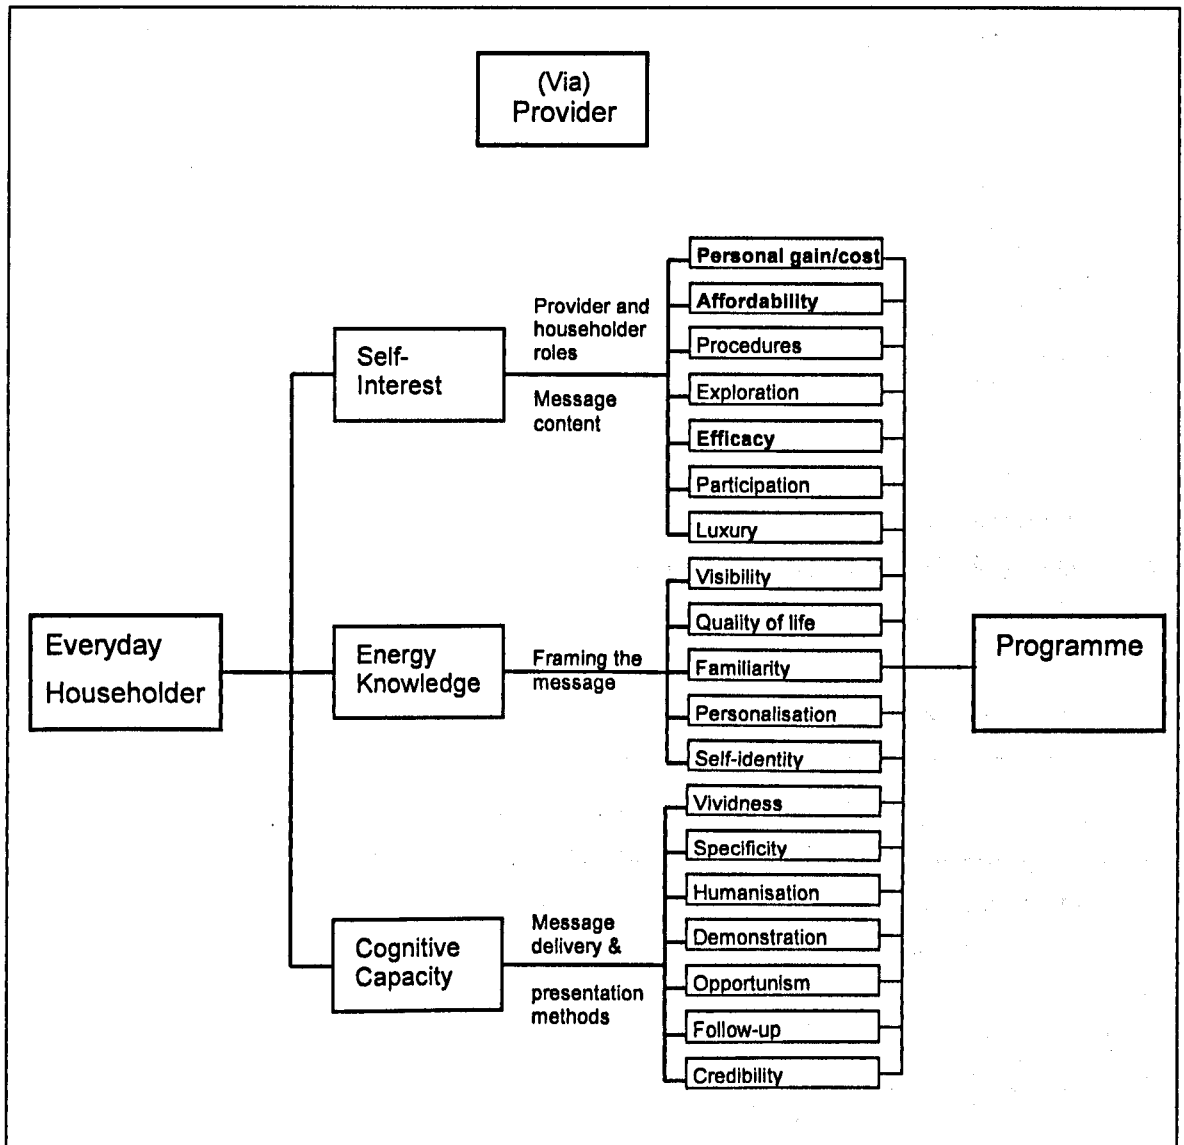 (Via)
Provider
Everyday
Householder
Self-
Interest
Provider and
householder
roles
Message
content
Personal gain/cost
Affordability
Procedures
Exploration
Efficacy
Participation
Luxury
Energy
Knowledge
Framing the
message
Visibility
Quality of life
Familiarity
Personalisation
Self-identity
Cognitive
Capacity
Message
delivery &
presentation
methods
Vividness
Specificity
Humanisation
Demonstration
Opportunism
Follow-up
Credibility
Programme